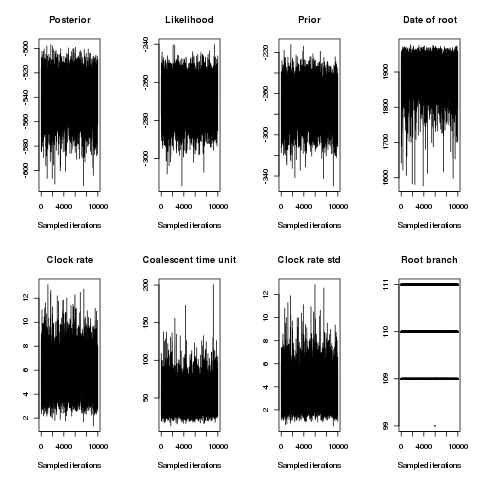 Posterior
Likelihood
Prior
Date of root
-600 -580 -560 -540 -520 -500
-300 -280 -260 -240
-340 -300 -260 -220
1600 1700 1800 1900
0 4000 10000
0 4000 10000
0 4000 10000
0 4000 10000
Sampled iterations
Sampled iterations
Sampled iterations
Sampled iterations
Clock rate
Coalescent time unit
Clock rate std
Root branch
2 4 6 8 10 12
50 100 150 200
2 4 6 8 10 12
99 109 110 111
0 4000 10000
0 4000 10000
0 4000 10000
0 4000 10000
Sampled iterations
Sampled iterations
Sampled iterations
Sampled iterations